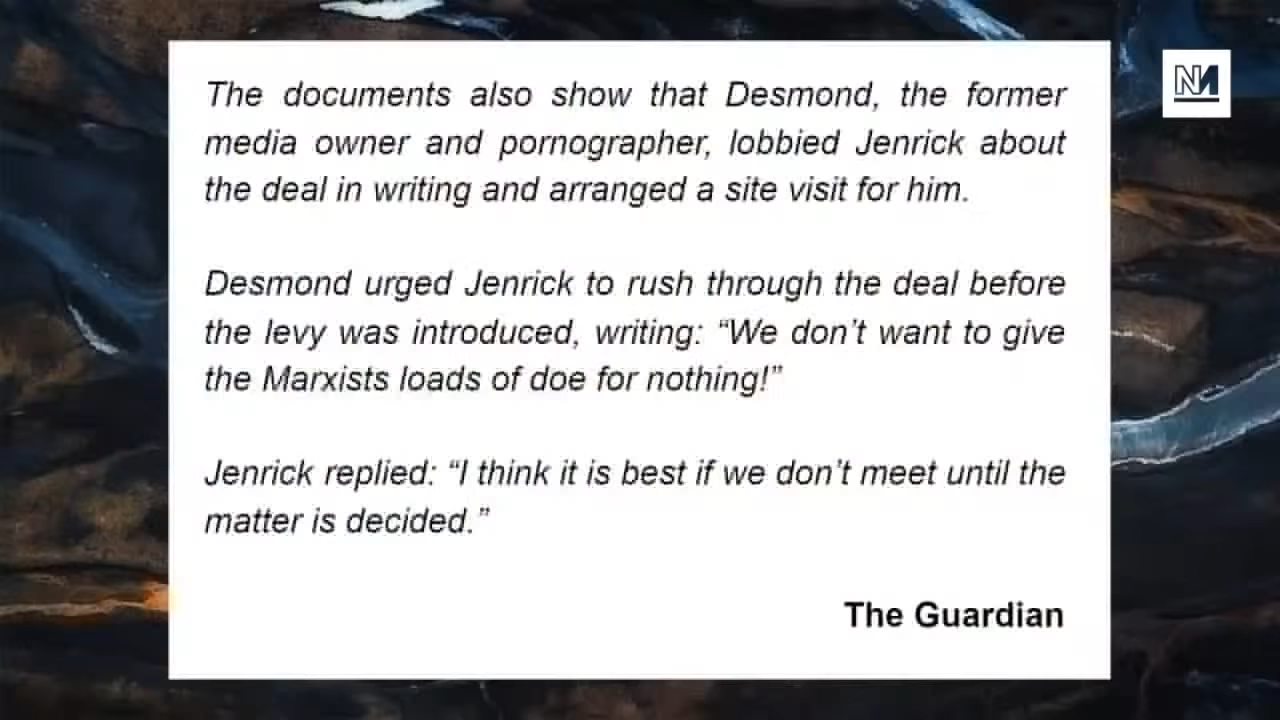 NM
The documents also show that Desmond, the former
media owner and pornographer, lobbied Jenrick about
the deal in writing and arranged a site visit for him.
Desmond urged Jenrick to rush through the deal before
the levy was introduced, writing: “We don’t want to give
the Marxists loads of doe for nothing!”
Jenrick replied: “I think it is best if we don’t meet until the
matter is decided.”
The Guardian